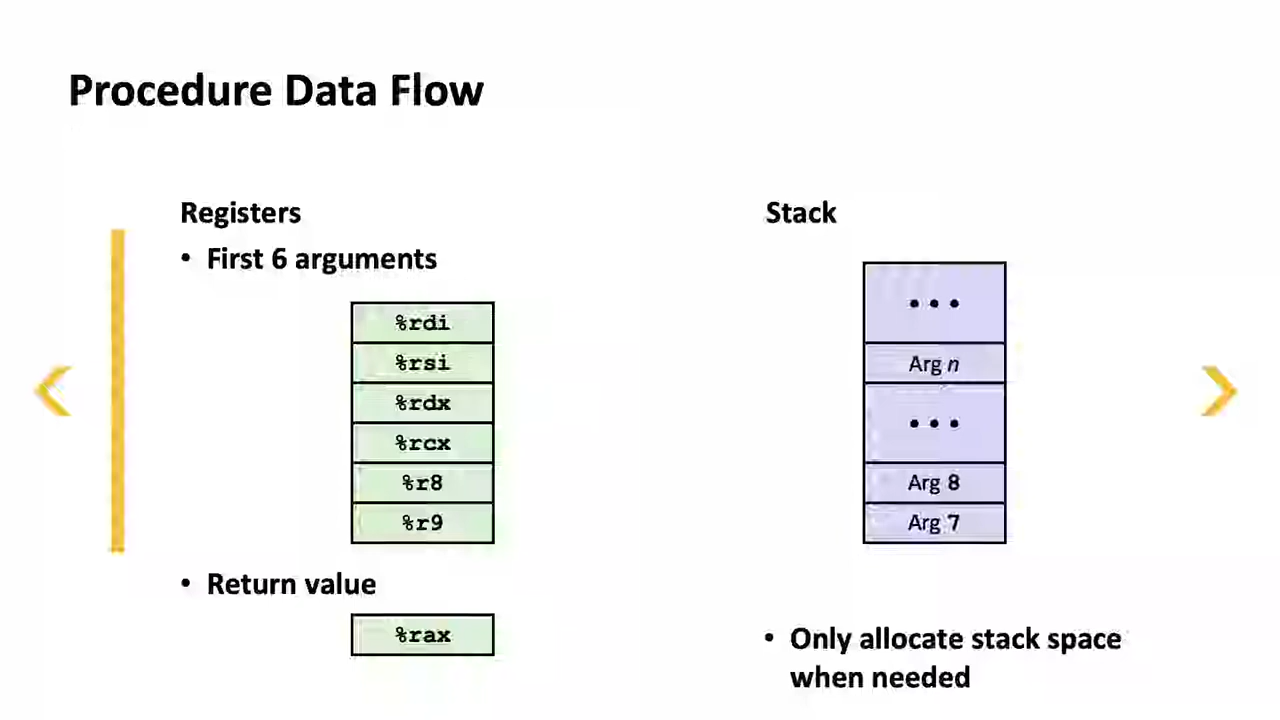 Procedure Data Flow
Registers
• First 6 arguments
%rdi
%rsi
%rdx
%rcx
%r8
%r9
• Return value
%rax
Stack
• • •
Arg n
• • •
Arg 8
Arg 7
• Only allocate stack space
when needed